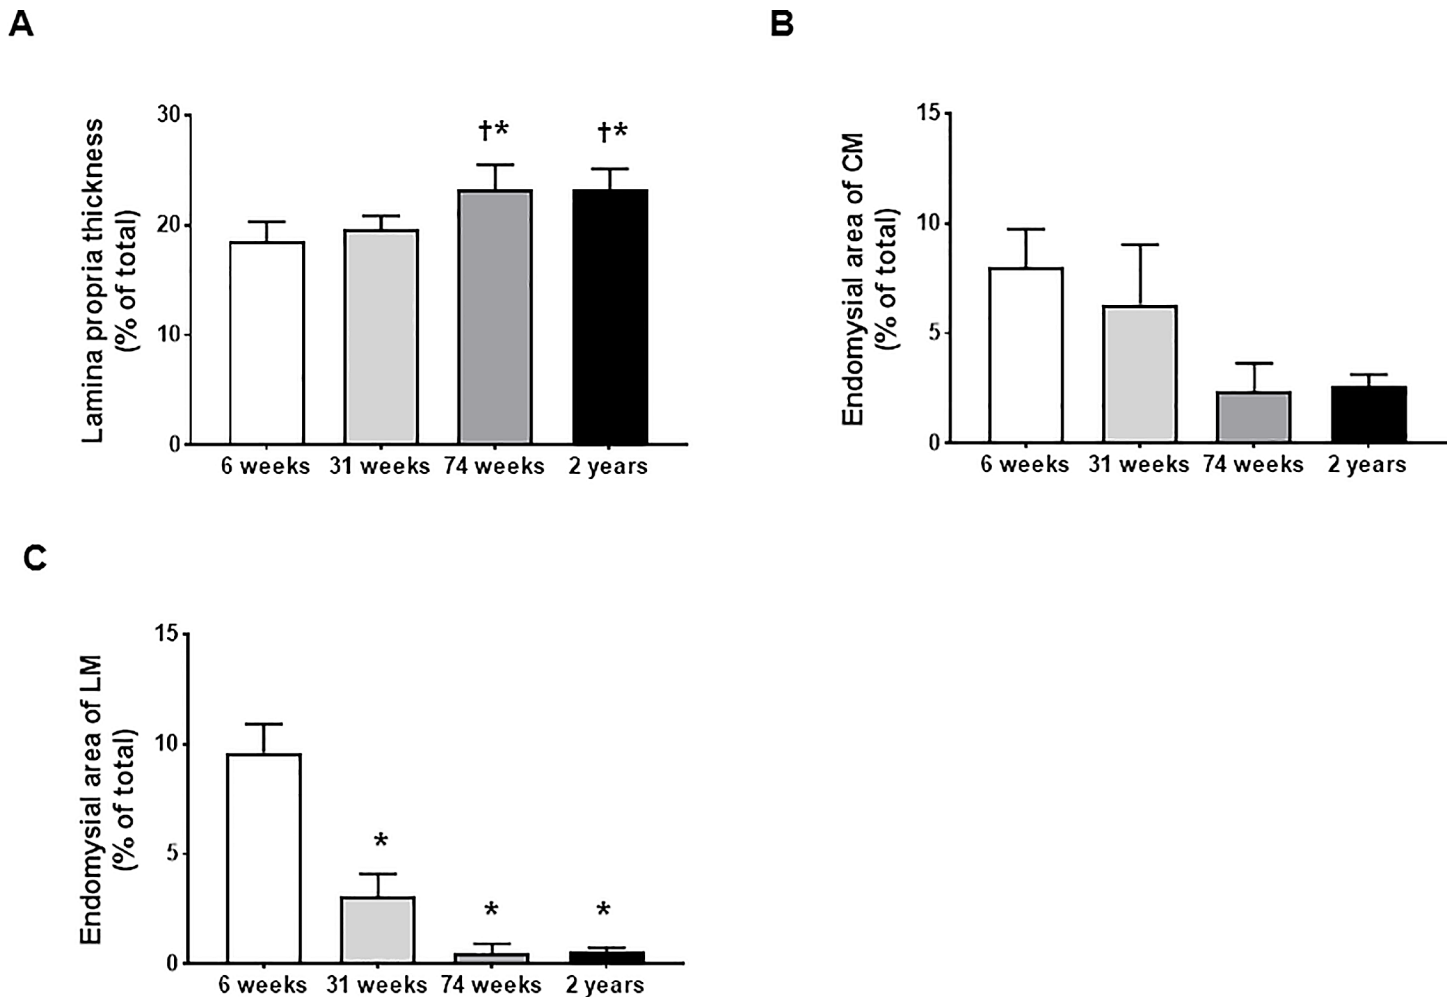 A
Lamina propria thickness
(% of total)
30
20
10
0
†*
†*
6 weeks
31 weeks
74 weeks
2 years
B
Endomysial area of CM
(% of total)
15
10
5
0
6 weeks
31 weeks
74 weeks
2 years
C
Endomysial area of LM
(% of total)
15
10
5
0
*
*
*
6 weeks
31 weeks
74 weeks
2 years